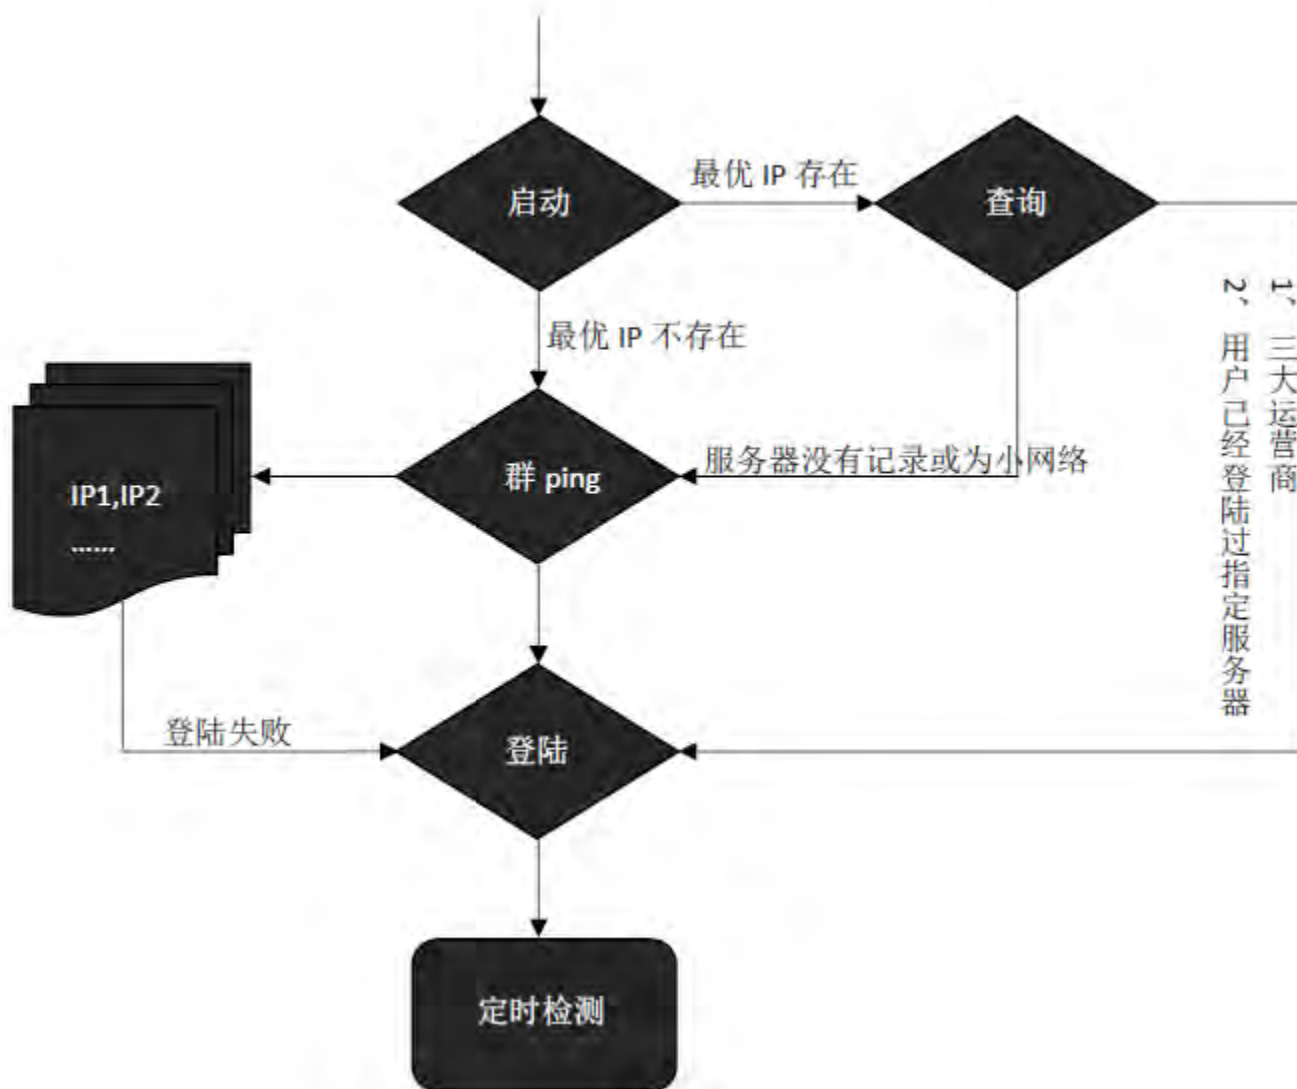 启动
最优 IP 存在
查询
最优 IP 不存在
1、三大运营商
2、用户已经登陆过指定服务器
IP1,IP2
......
群 ping
服务器没有记录或为小网络
登陆失败
登陆
定时检测